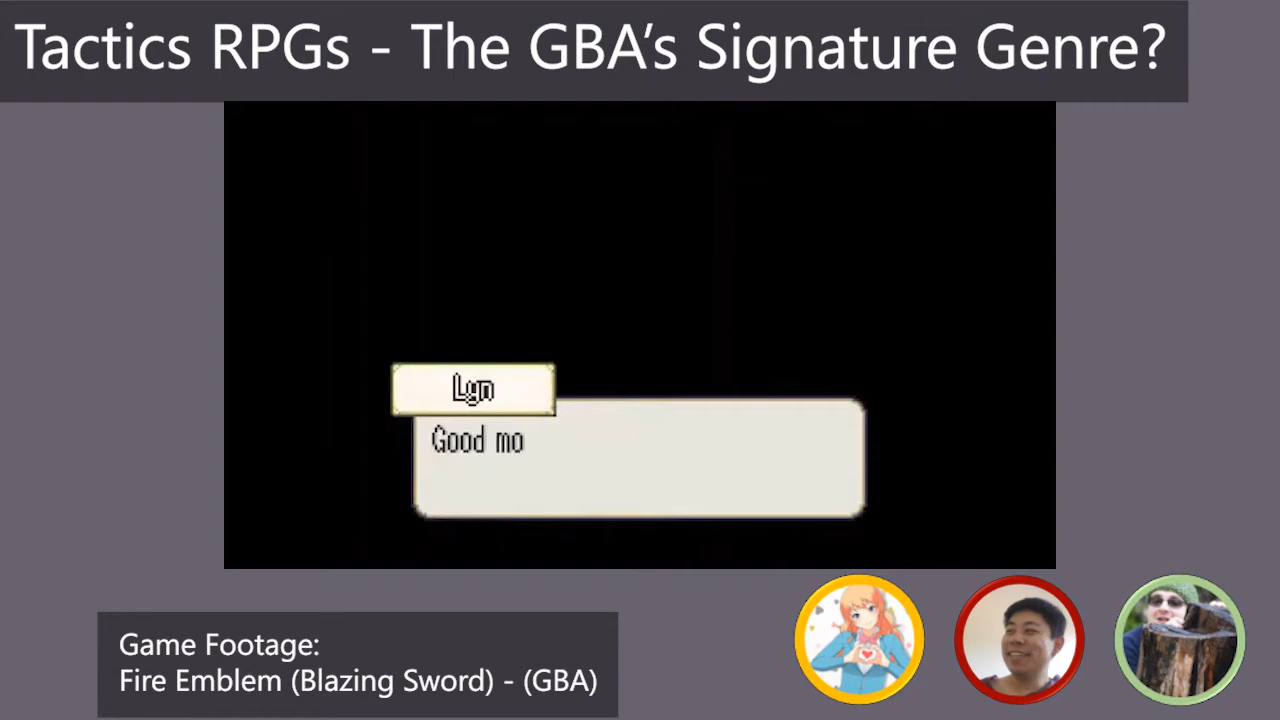 Tactics RPGs - The GBA's Signature Genre?
Lyn
Good mo
Game Footage:
Fire Emblem (Blazing Sword) - (GBA)